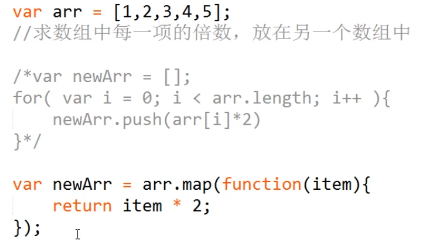 var arr = [1,2,3,4,5];
//求数组中每一项的倍数，放在另一个数组中
/*var newArr = [];
for( var i = 0; i < arr.length; i++ ){
    newArr.push(arr[i]*2)
}*/
var newArr = arr.map(function(item){
    return item * 2;
});